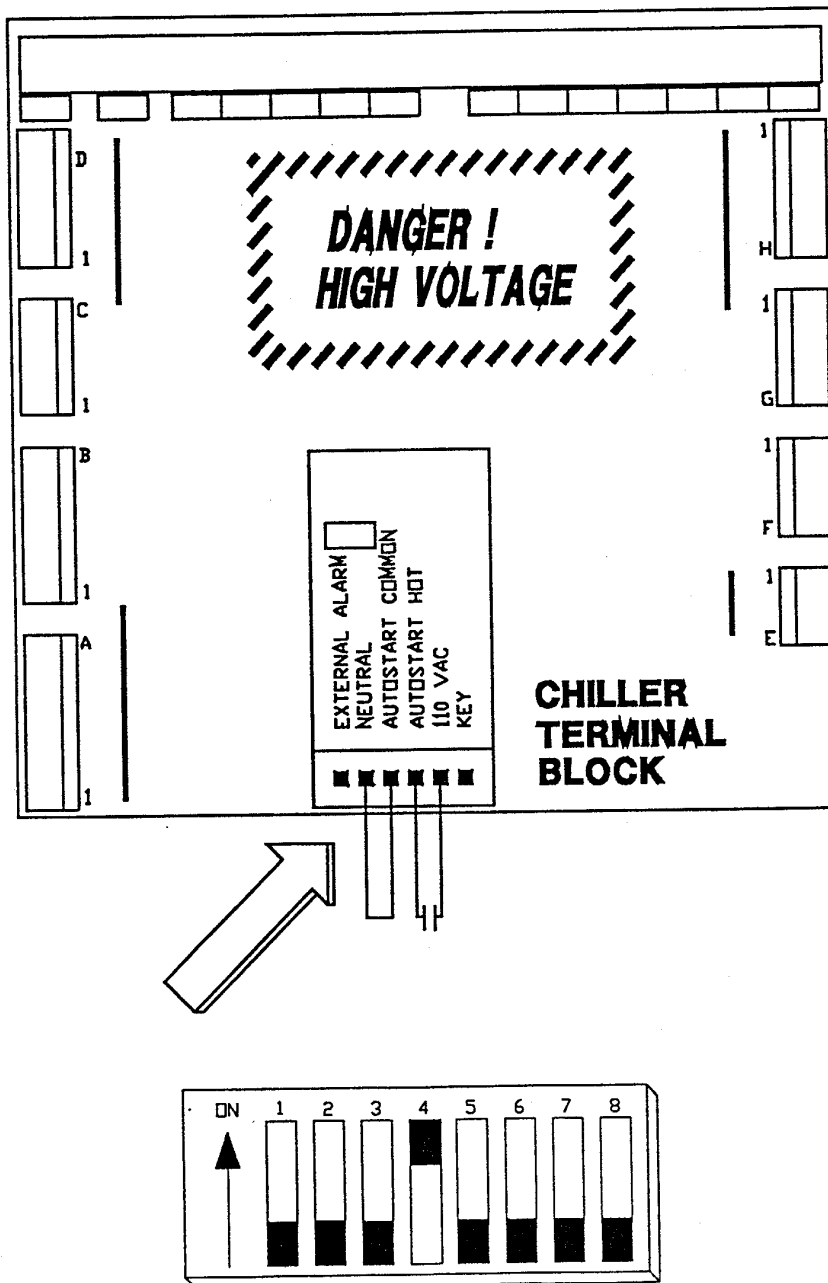 D
1
DANGER !
HIGH VOLTAGE
1
H
C
1
1
G
B
1
1
F
A
1
1
E
EXTERNAL ALARM
NEUTRAL
AUTOSTART COMMON
AUTOSTART HOT
110 VAC
KEY
CHILLER
TERMINAL
BLOCK
ON 1 2 3 4 5 6 7 8